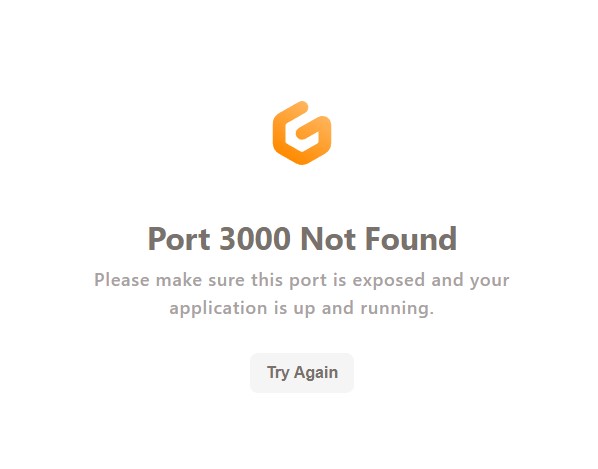 Port 3000 Not Found
Please make sure this port is exposed and your
application is up and running.
Try Again